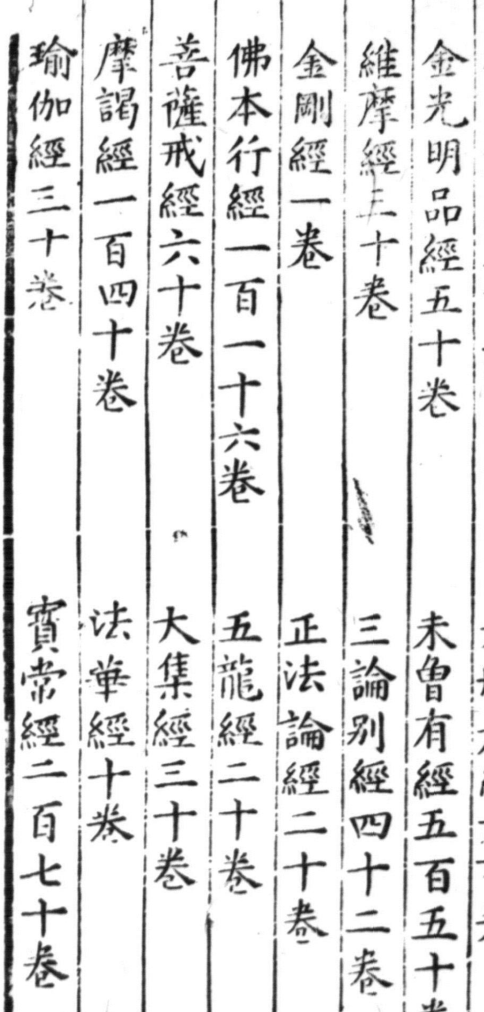 金光明品經五十卷
未曾有經五百五十卷
維摩經三十卷
三論別經四十二卷
金剛經一卷
正法論經二十卷
佛本行經一百一十六卷
五龍經二十卷
菩薩戒經六十卷
大集經三十卷
摩謁經一百四十卷
法華經十卷
瑜伽經三十卷
寳常經二百七十卷